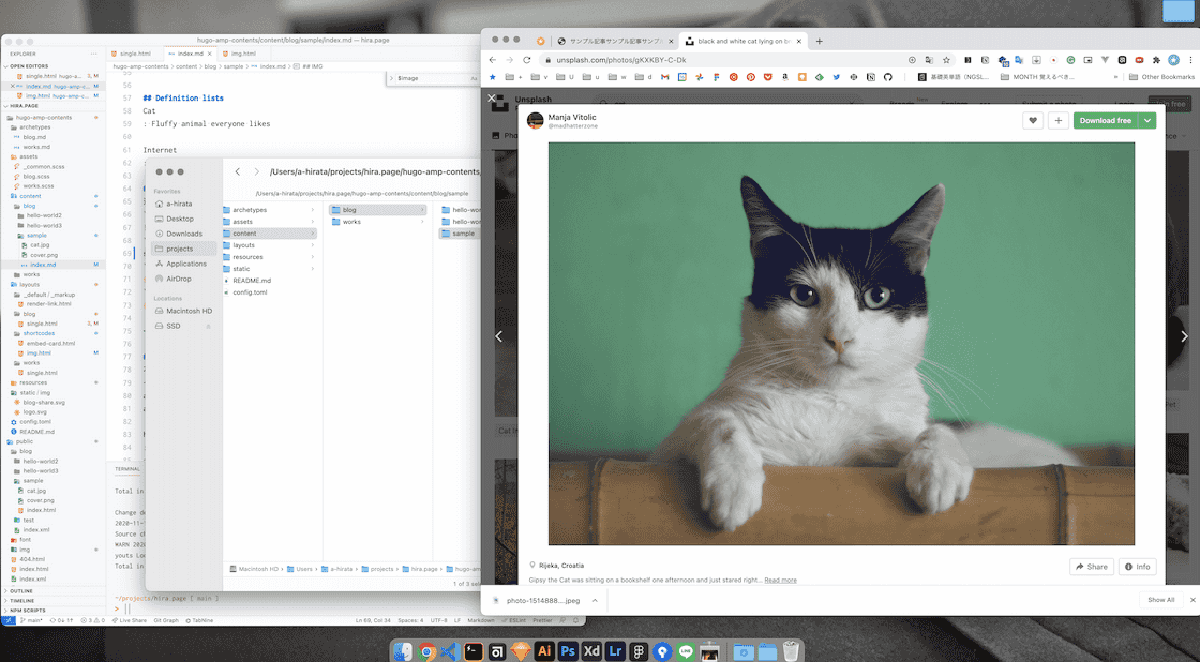 hugo-amp-contents/content/blog/sample/index.md — hira.page
EXPLORER
OPEN EDITORS
single.html hugo-a... 2, M
index.md hugo-amp-c... M
img.html hugo-amp-c... M
HIRA.PAGE
hugo-amp-contents
archetypes
blog.md
works.md
assets
_common.scss
blog.scss
works.scss
content
blog
hello-world2
hello-world3
sample
cat.jpg
cover.png
index.md M
works
layouts
_default / _markup
render-link.html
blog
single.html 2, M
shortcodes
embed-card.html
img.html M
works
single.html
resources
static / img
blog-share.svg
logo.svg
config.toml
README.md
public
blog
hello-world2
hello-world3
sample
cat.jpg
cover.png
index.html
test
index.xml
font
img
404.html
index.html
index.xml
OUTLINE
TIMELINE
NPM SCRIPTS
single.html
index.md
img.html
hugo-amp-contents > content > blog > sample > index.md > ## IMG
$image
55
56
57 ## Definition lists
58 Cat
59 : Fluffy animal everyone likes
60
61 Internet
TERMINAL
Total in
2020-11-
Total in
~/projects/hira.page [ main ]
main*
Live Share
Git Graph
TabNine
Ln 69, Col 34
Spaces: 4
UTF-8
LF
Markdown
ESLint
Prettier
/Users/a-hirata/projects/hira.page/hugo-amp-contents,
/Users/a-hirata/projects/hira.page/hugo-amp-contents/content/blog/sample
Favorites
a-hirata
Desktop
Downloads
projects
Applications
AirDrop
Locations
Macintosh HD
SSD
archetypes
assets
content
layouts
resources
static
README.md
config.toml
blog
works
hello-wo
hello-wo
sample
Macintosh HD > Users > a-hirata > projects > hira.page > hugo-am
1 of 3 sele
サンプル記事サンプル記事サンプ
black and white cat lying on b
unsplash.com/photos/gKXKBY-C-Dk
基礎英単語 (NGSL...
MONTH 覚えるべき...
Other Bookmarks
Unsplash
Manja Vitolic
@madhatterzone
Download free
Rijeka, Croatia
Share
Info
Gipsy the Cat was sitting on a bookshelf one afternoon and just stared right... Read more
photo-1514888....jpeg
Show All
Ai
Ps
Xd
Lr